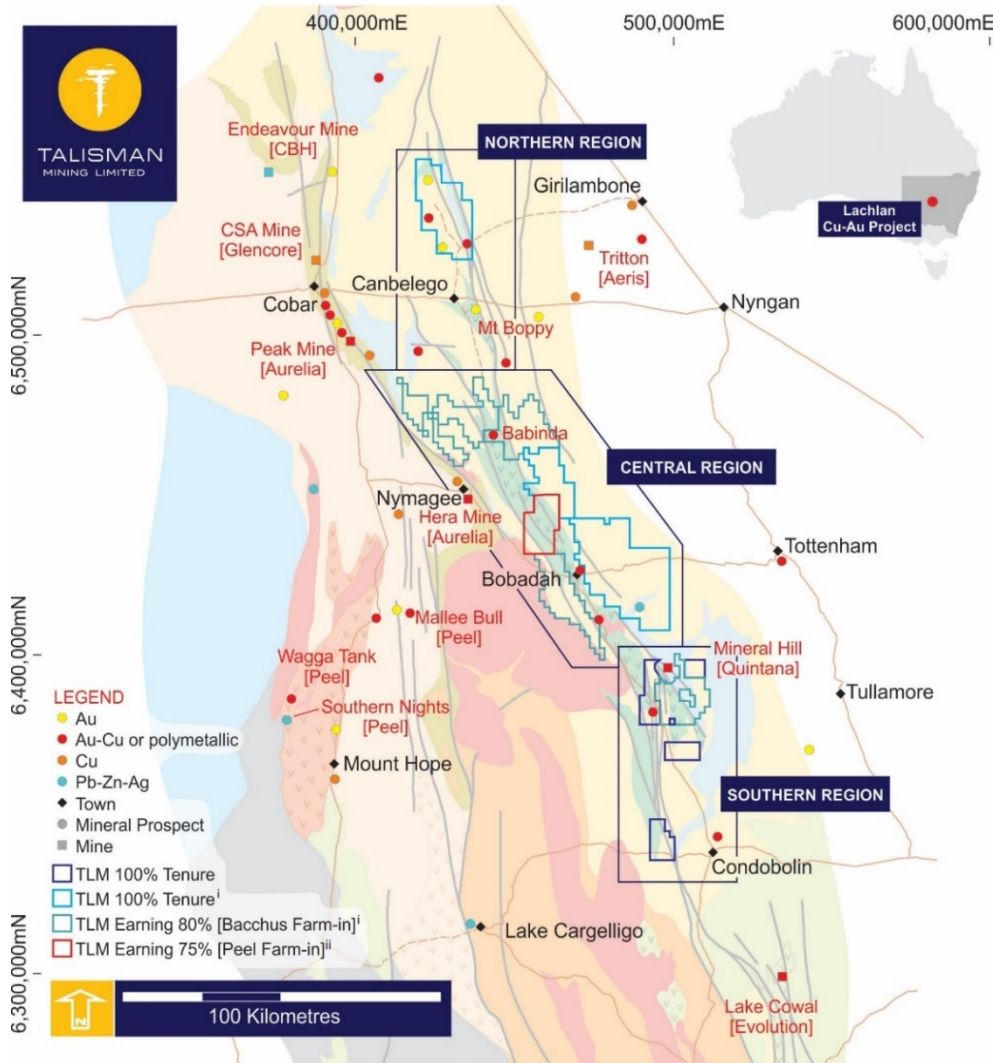 400,000mE
500,000mE
600,000mE
TALISMAN
MINING LIMITED
Endeavour Mine
[CBH]
NORTHERN REGION
Girilambone
Lachlan
Cu-Au Project
CSA Mine
[Glencore]
Tritton
[Aeris]
Canbelego
Cobar
Nyngan
Mt Boppy
6,500,000mN
Peak Mine
[Aurelia]
Babinda
CENTRAL REGION
Nymagee
Hera Mine
[Aurelia]
Tottenham
Bobadah
Mallee Bull
[Peel]
Wagga Tank
[Peel]
Mineral Hill
[Quintana]
6,400,000mN
Tullamore
Southern Nights
[Peel]
Mount Hope
SOUTHERN REGION
Condobolin
LEGEND
Au
Au-Cu or polymetallic
Cu
Pb-Zn-Ag
Town
Mineral Prospect
Mine
TLM 100% Tenure
TLM 100% Tenure i
TLM Earning 80% [Bacchus Farm-in] i
TLM Earning 75% [Peel Farm-in] ii
Lake Cargelligo
6,300,000mN
N
100 Kilometres
Lake Cowal
[Evolution]